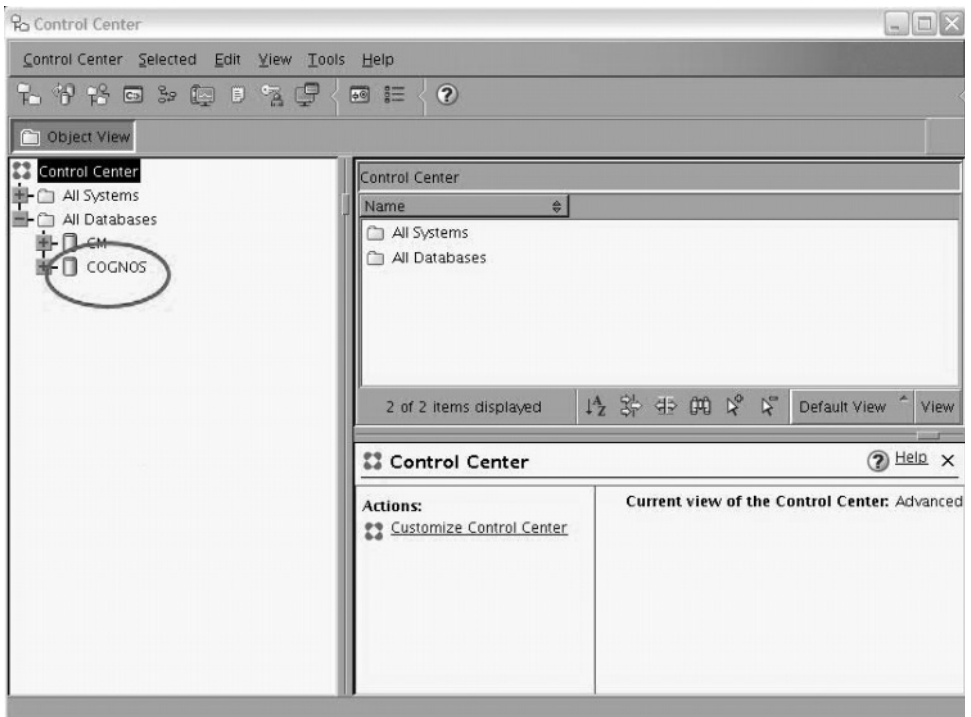 Control Center
Control Center Selected Edit View Tools Help
Object View
Control Center
All Systems
All Databases
CM
COGNOS
Control Center
Name
All Systems
All Databases
2 of 2 items displayed
Default View
View
Control Center
Help
Actions:
Customize Control Center
Current view of the Control Center: Advanced